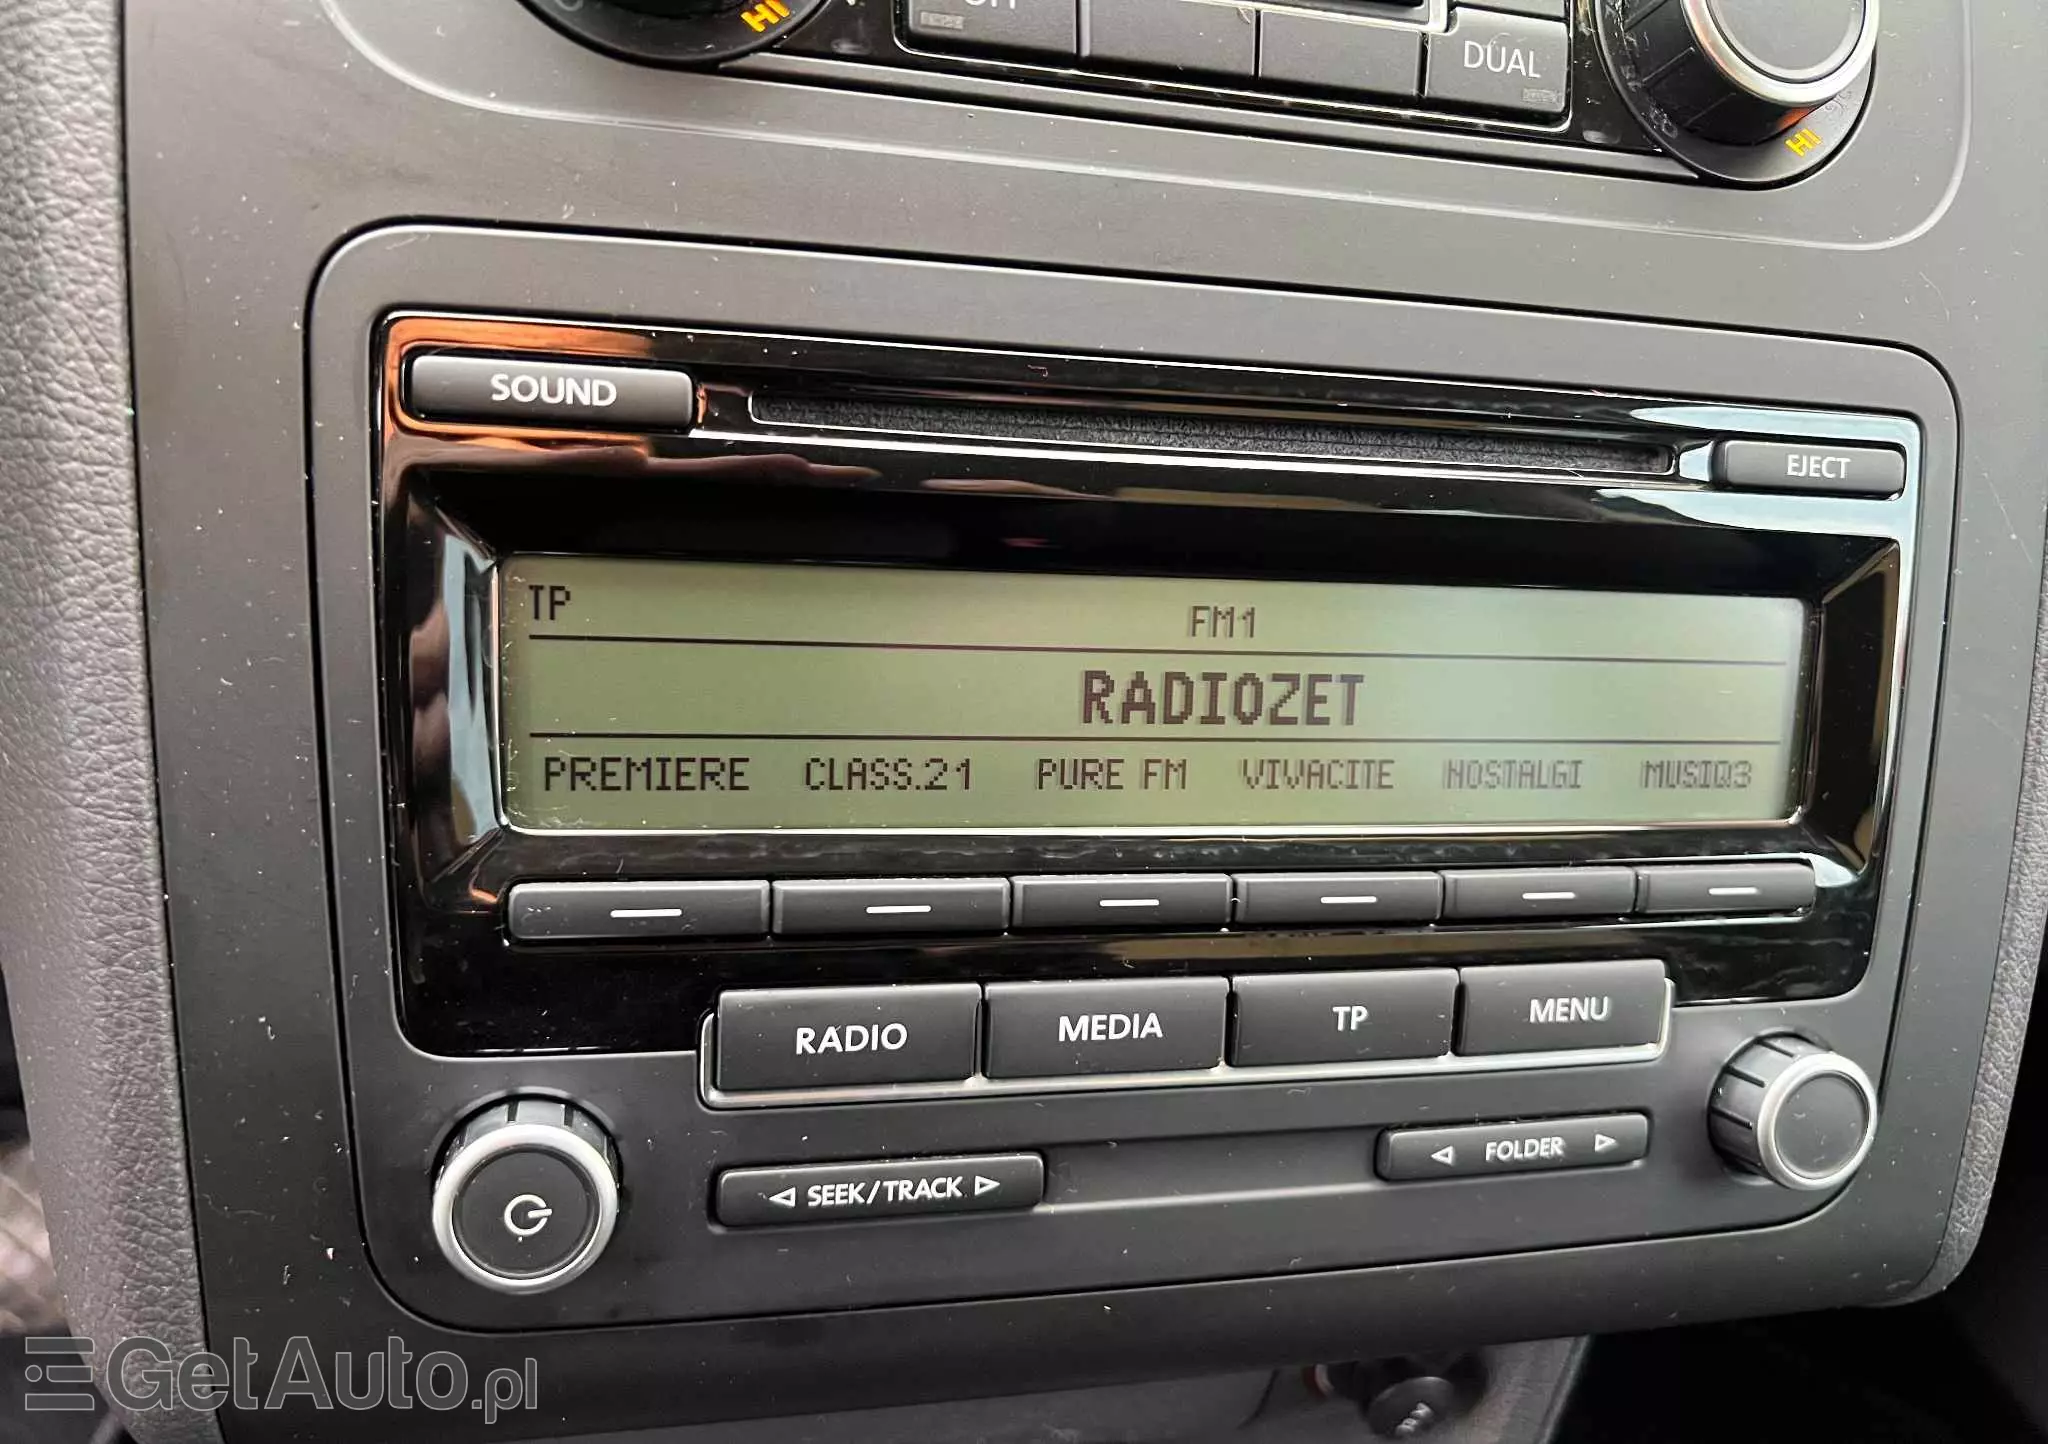 HI
DUAL
HI
SOUND
EJECT
TP
FM1
RADIOZET
PREMIERE CLASS.21 PURE FM VIVACITE NOSTALGI MUSIQ3
RADIO MEDIA TP MENU
SEEK/TRACK
FOLDER
GetAuto.pl